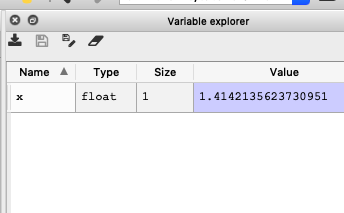 Variable explorer
Name Type Size Value
x float 1 1.4142135623730951